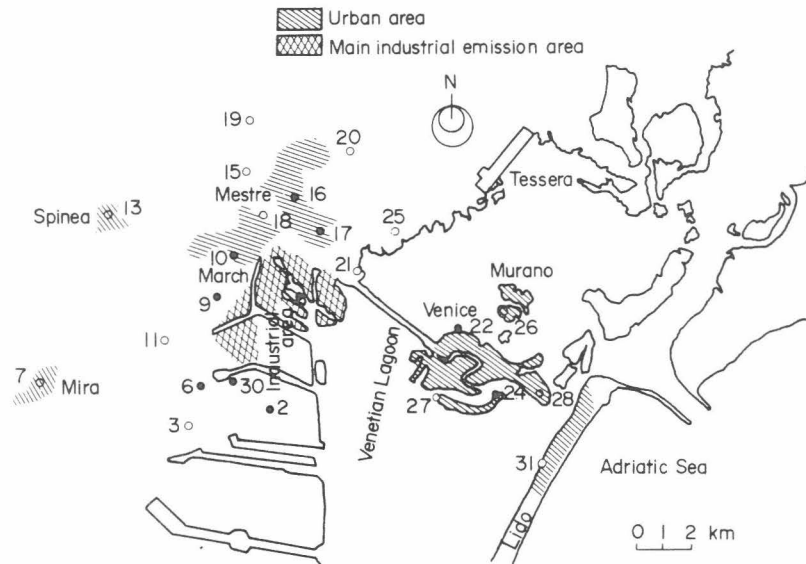 Urban area
Main industrial emission area
N
19
20
15
Tessera
Mestre
16
Spinea
13
18
17
25
10
March
21
Murano
9
Industrial area
Venice
22
26
11
Venetian Lagoon
7
Mira
6
30
2
27
24
28
3
31
Adriatic Sea
Lido
0 1 2 km